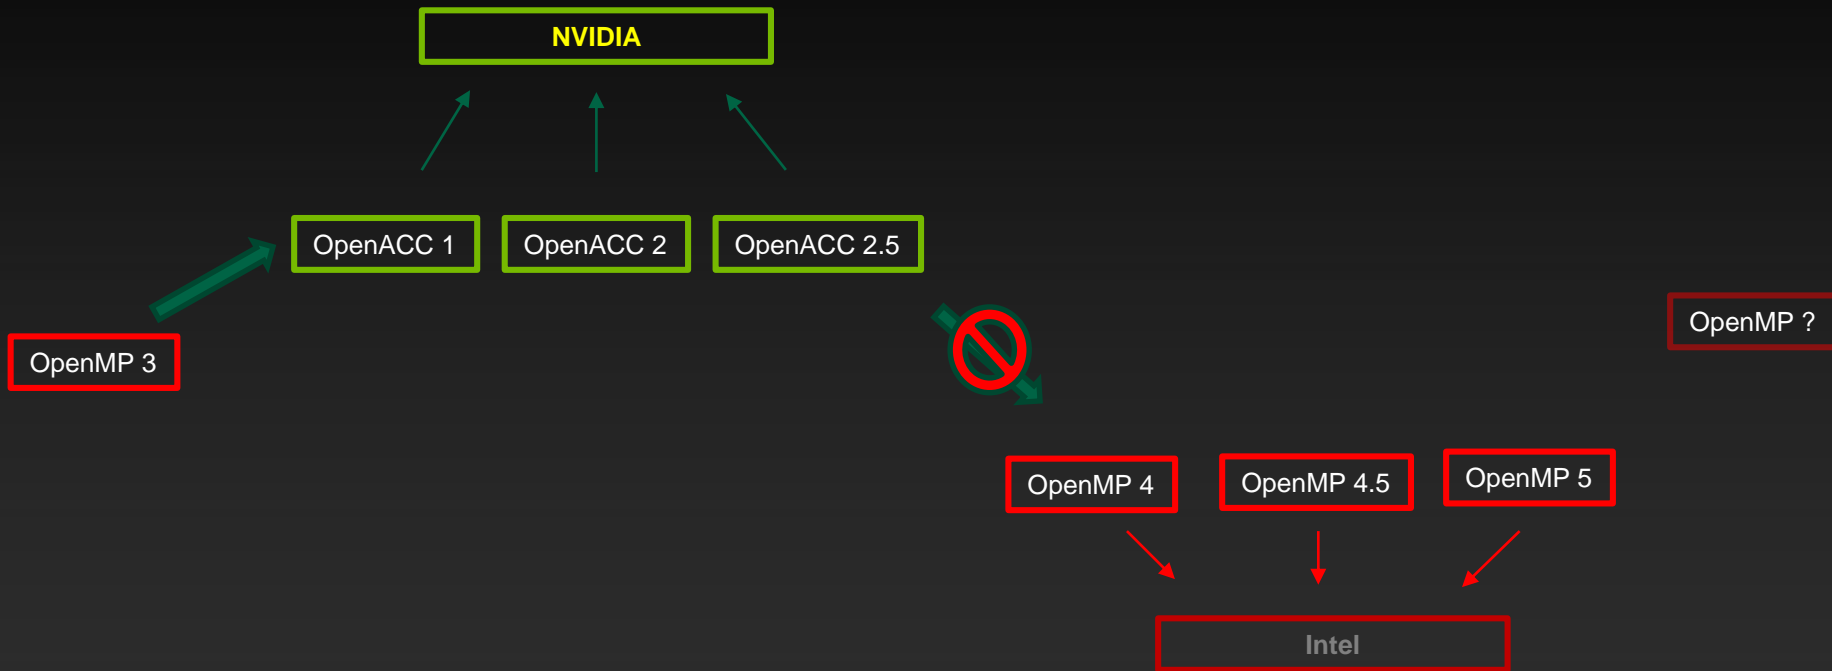 NVIDIA
OpenACC 1
OpenACC 2
OpenACC 2.5
OpenMP ?
OpenMP 3
OpenMP 4
OpenMP 4.5
OpenMP 5
Intel